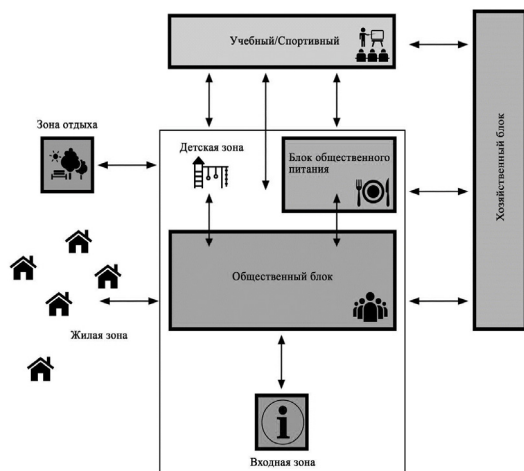 Учебный/Спортивный
Зона отдыха
Детская зона
Блок общественного
питания
Хозяйственный блок
Общественный блок
Жилая зона
i
Входная зона